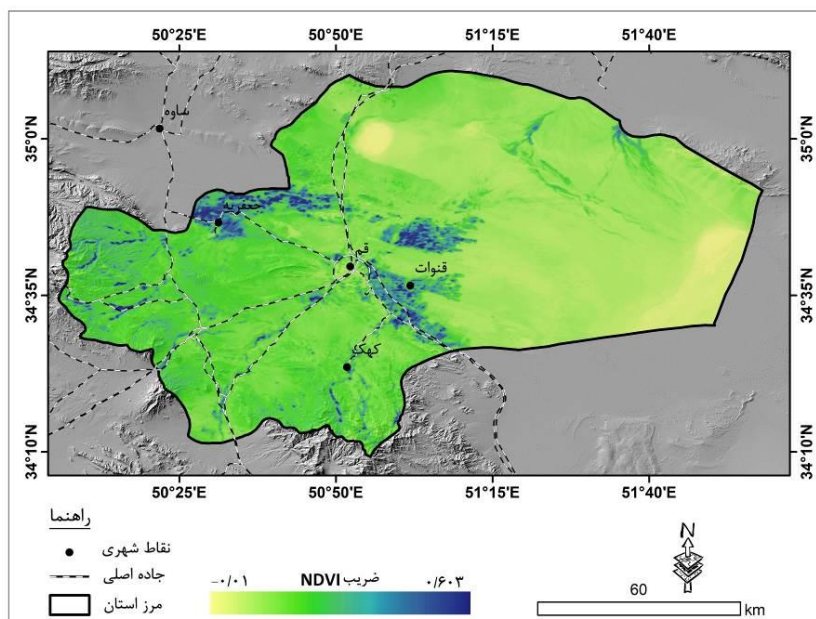 50°25'E 50°50'E 51°15'E 51°40'E
35°0'N
35°0'N
ساوه
جعفریه
قم
قنوات
34°35'N
34°35'N
کهک
34°10'N
34°10'N
50°25'E 50°50'E 51°15'E 51°40'E
راهنما
نقاط شهری
جاده اصلی
مرز استان
−۰/۰۱ ضریب NDVI ۰/۶۰۳
N
60
km